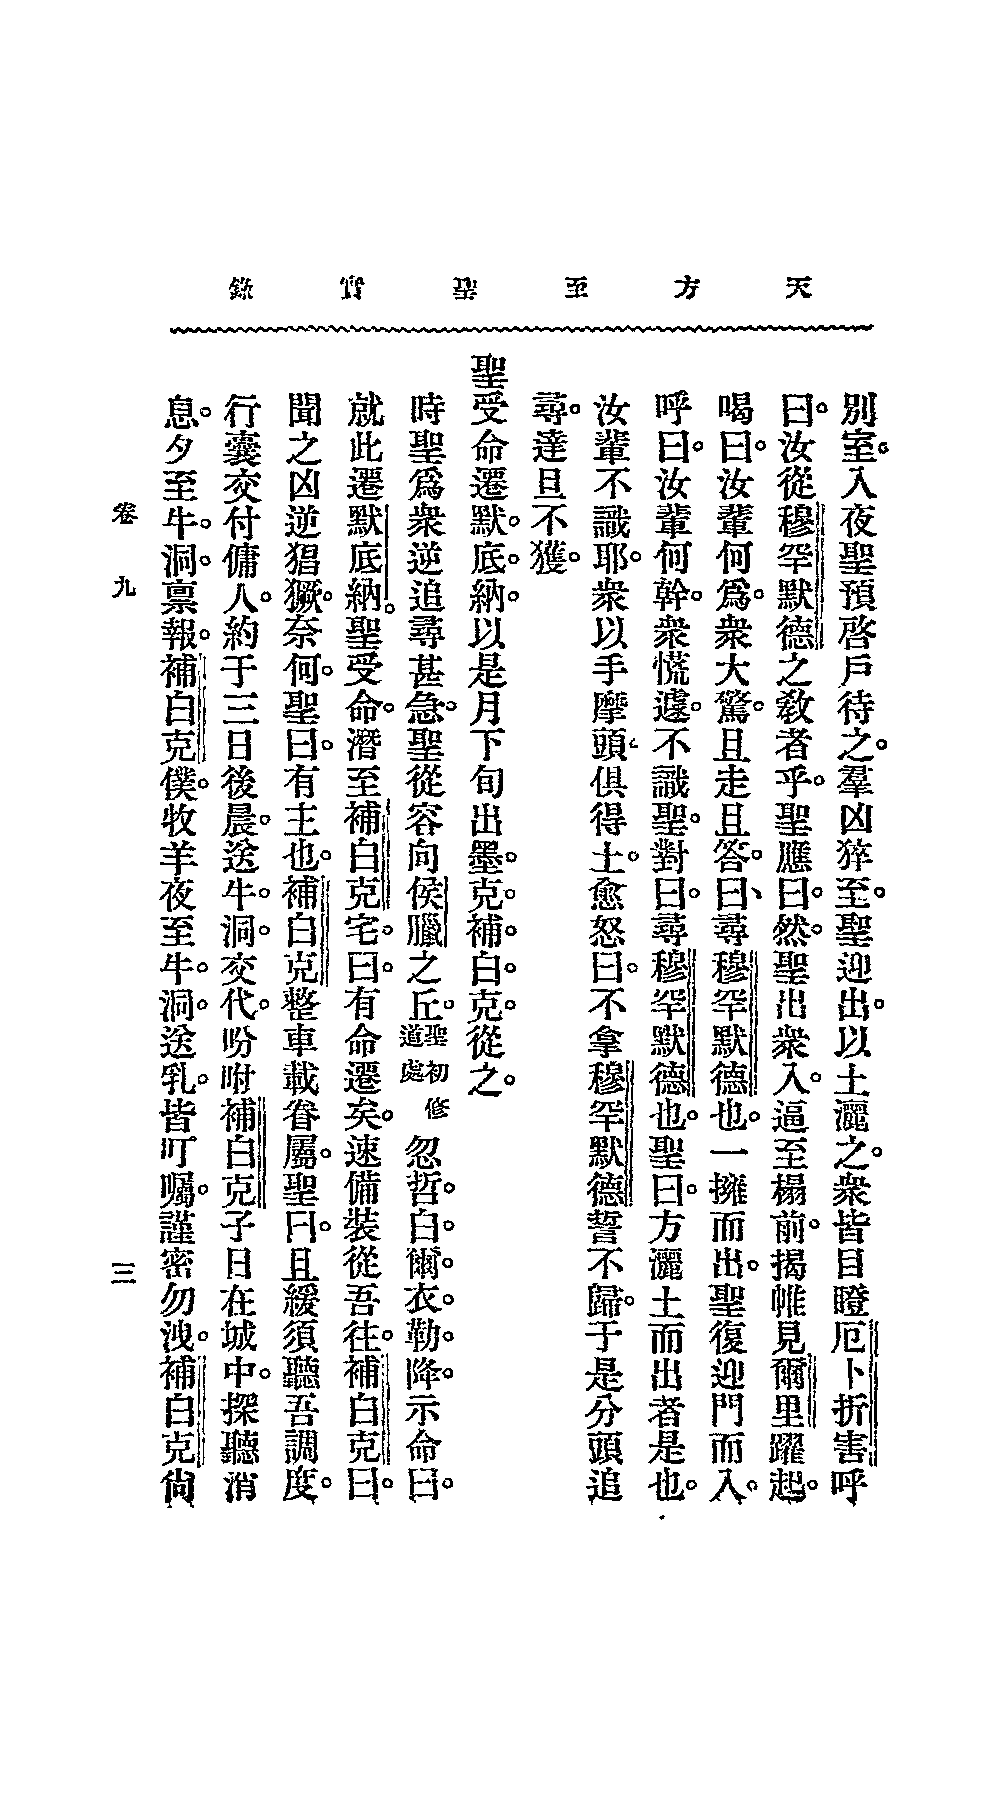 天方至聖實錄
別室。入夜聖預啓戶待之。羣凶猝至。聖迎出。以土灑之。衆皆目瞪厄卜折害呼
曰。汝從穆罕默德之敎者乎。聖應曰。然。聖出衆入。逼至榻前。揭帷見爾里躍起。
喝曰。汝輩何爲。衆大驚。且走且答。曰、尋穆罕默德也。一擁而出。聖復迎門而入。
呼曰。汝輩何幹。衆慌遽。不識聖。對曰。尋穆罕默德也。聖曰。方灑土而出者是也。
汝輩不識耶。衆以手摩頭。俱得土。愈怒曰。不拿穆罕默德誓不歸。于是分頭追
尋。達旦不獲。
聖受命遷默。底。納。以是月下旬出墨。克。補。白。克。從之。
時聖爲衆逆追尋甚急。聖從容向侯臘之丘。聖初修道處 忽哲。白。爾。衣。勒。降。示命曰。
就此遷默底納。聖受命。潛至補白克宅。曰。有命遷矣。速備裝從吾往。補白克曰。
聞之凶逆猖獗。奈何。聖曰。有主也。補白克整車載眷屬。聖曰。且緩須聽吾調度。
行囊交付傭人。約于三日後晨。送牛。洞。交代。吩咐補白克子日在城中。探聽消
息。夕至牛。洞。禀報。補白克僕。牧羊夜至牛。洞。送乳。皆叮囑。謹密勿洩。補白克尙
卷九
三